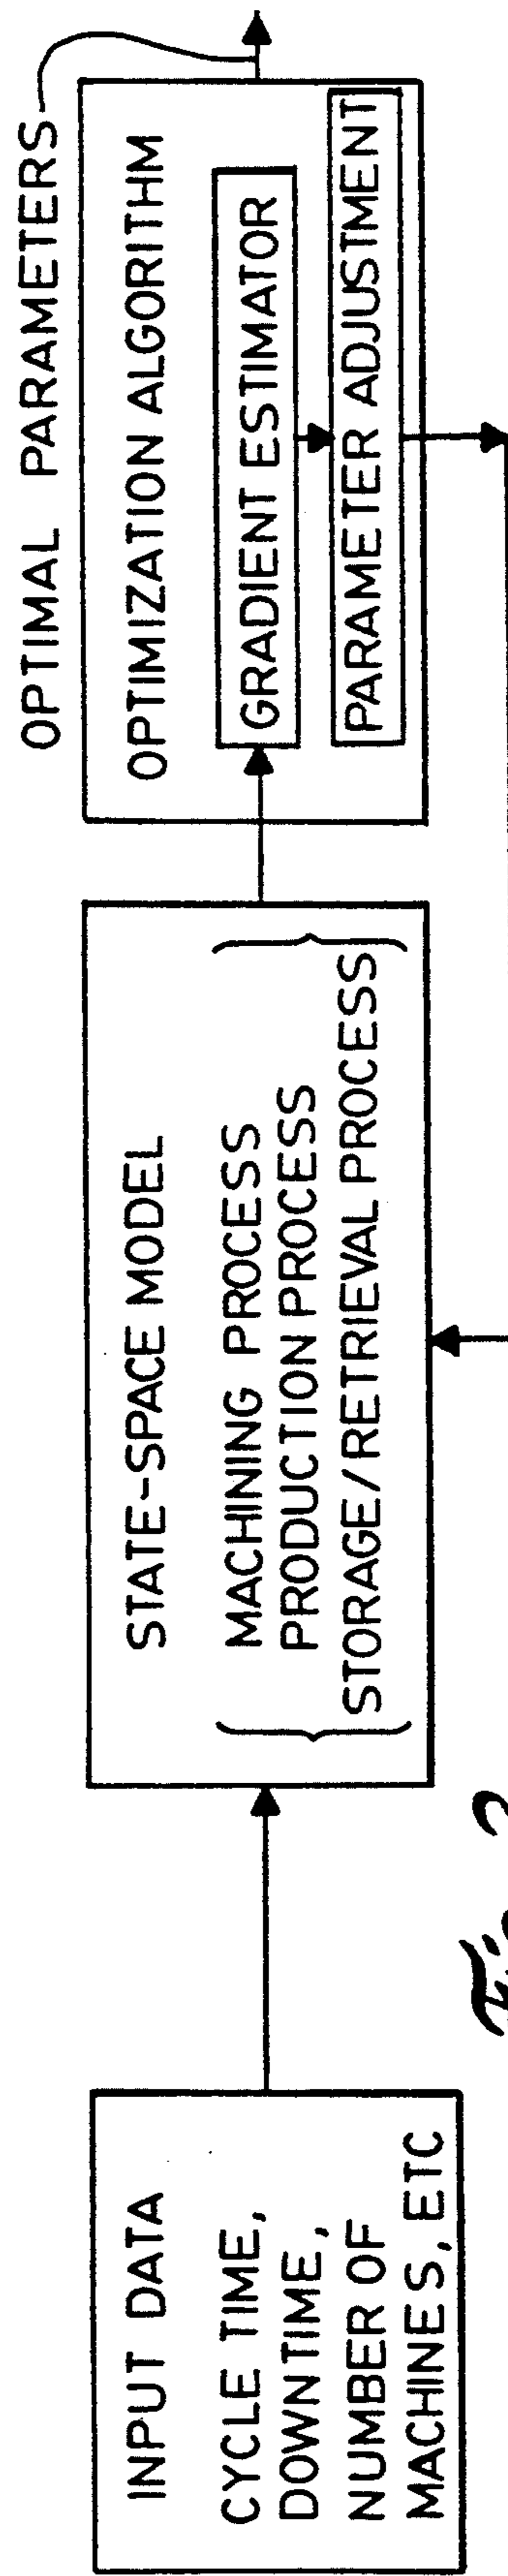 INPUT DATA
CYCLE TIME,
DOWNTIME,
NUMBER OF
MACHINES, ETC
STATE-SPACE MODEL
MACHINING PROCESS
PRODUCTION PROCESS
STORAGE/RETRIEVAL PROCESS
OPTIMAL PARAMETERS
OPTIMIZATION ALGORITHM
GRADIENT ESTIMATOR
PARAMETER ADJUSTMENT